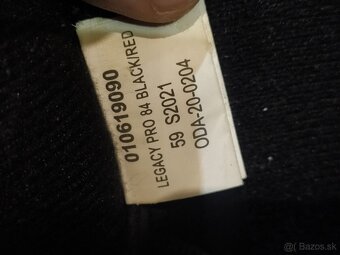 010619090
LEGACY PRO 84 BLACK/RED
59 S2021
ODA-20-0204
Bazos.sk